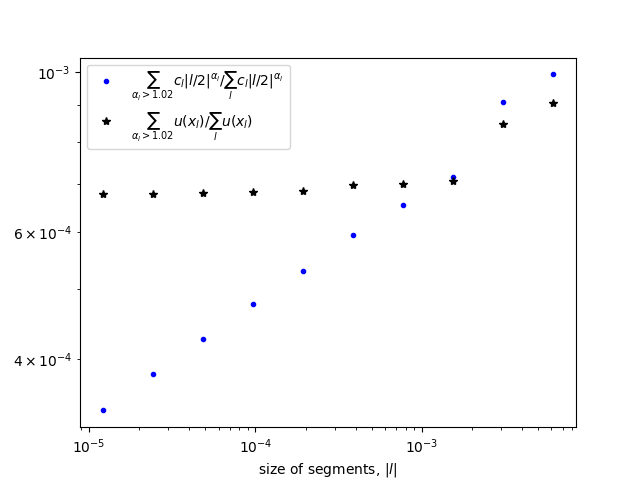 10⁻³
∑_{α_l>1.02} c_l|l/2|^{α_l}/∑_l c_l|l/2|^{α_l}
∑_{α_l>1.02} u(x_l)/∑_l u(x_l)
6 × 10⁻⁴
4 × 10⁻⁴
10⁻⁵ 10⁻⁴ 10⁻³
size of segments, |l|